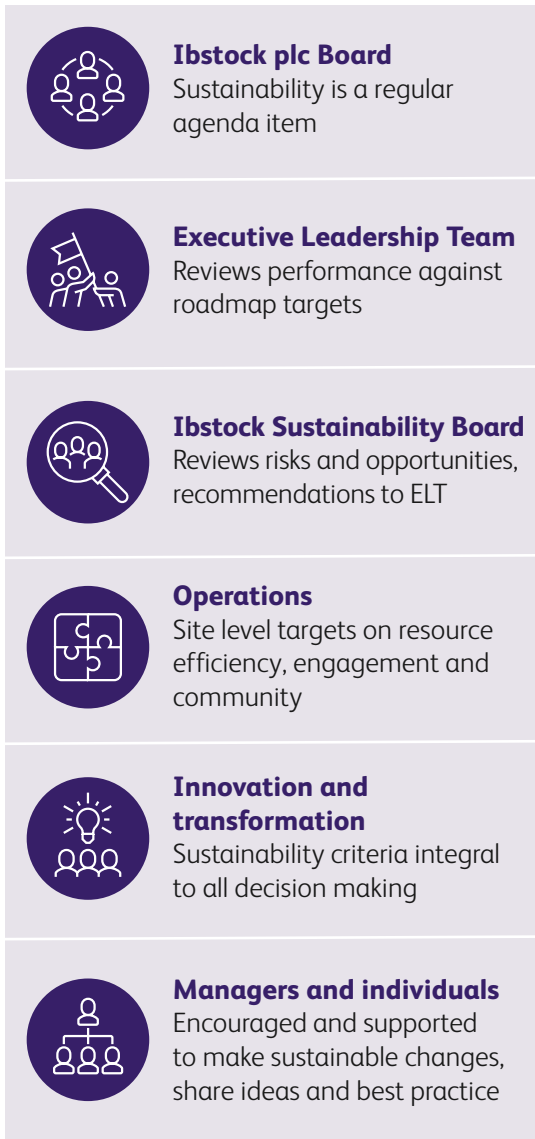 Ibstock plc Board
Sustainability is a regular
agenda item
Executive Leadership Team
Reviews performance against
roadmap targets
Ibstock Sustainability Board
Reviews risks and opportunities,
recommendations to ELT
Operations
Site level targets on resource
efficiency, engagement and
community
Innovation and
transformation
Sustainability criteria integral
to all decision making
Managers and individuals
Encouraged and supported
to make sustainable changes,
share ideas and best practice